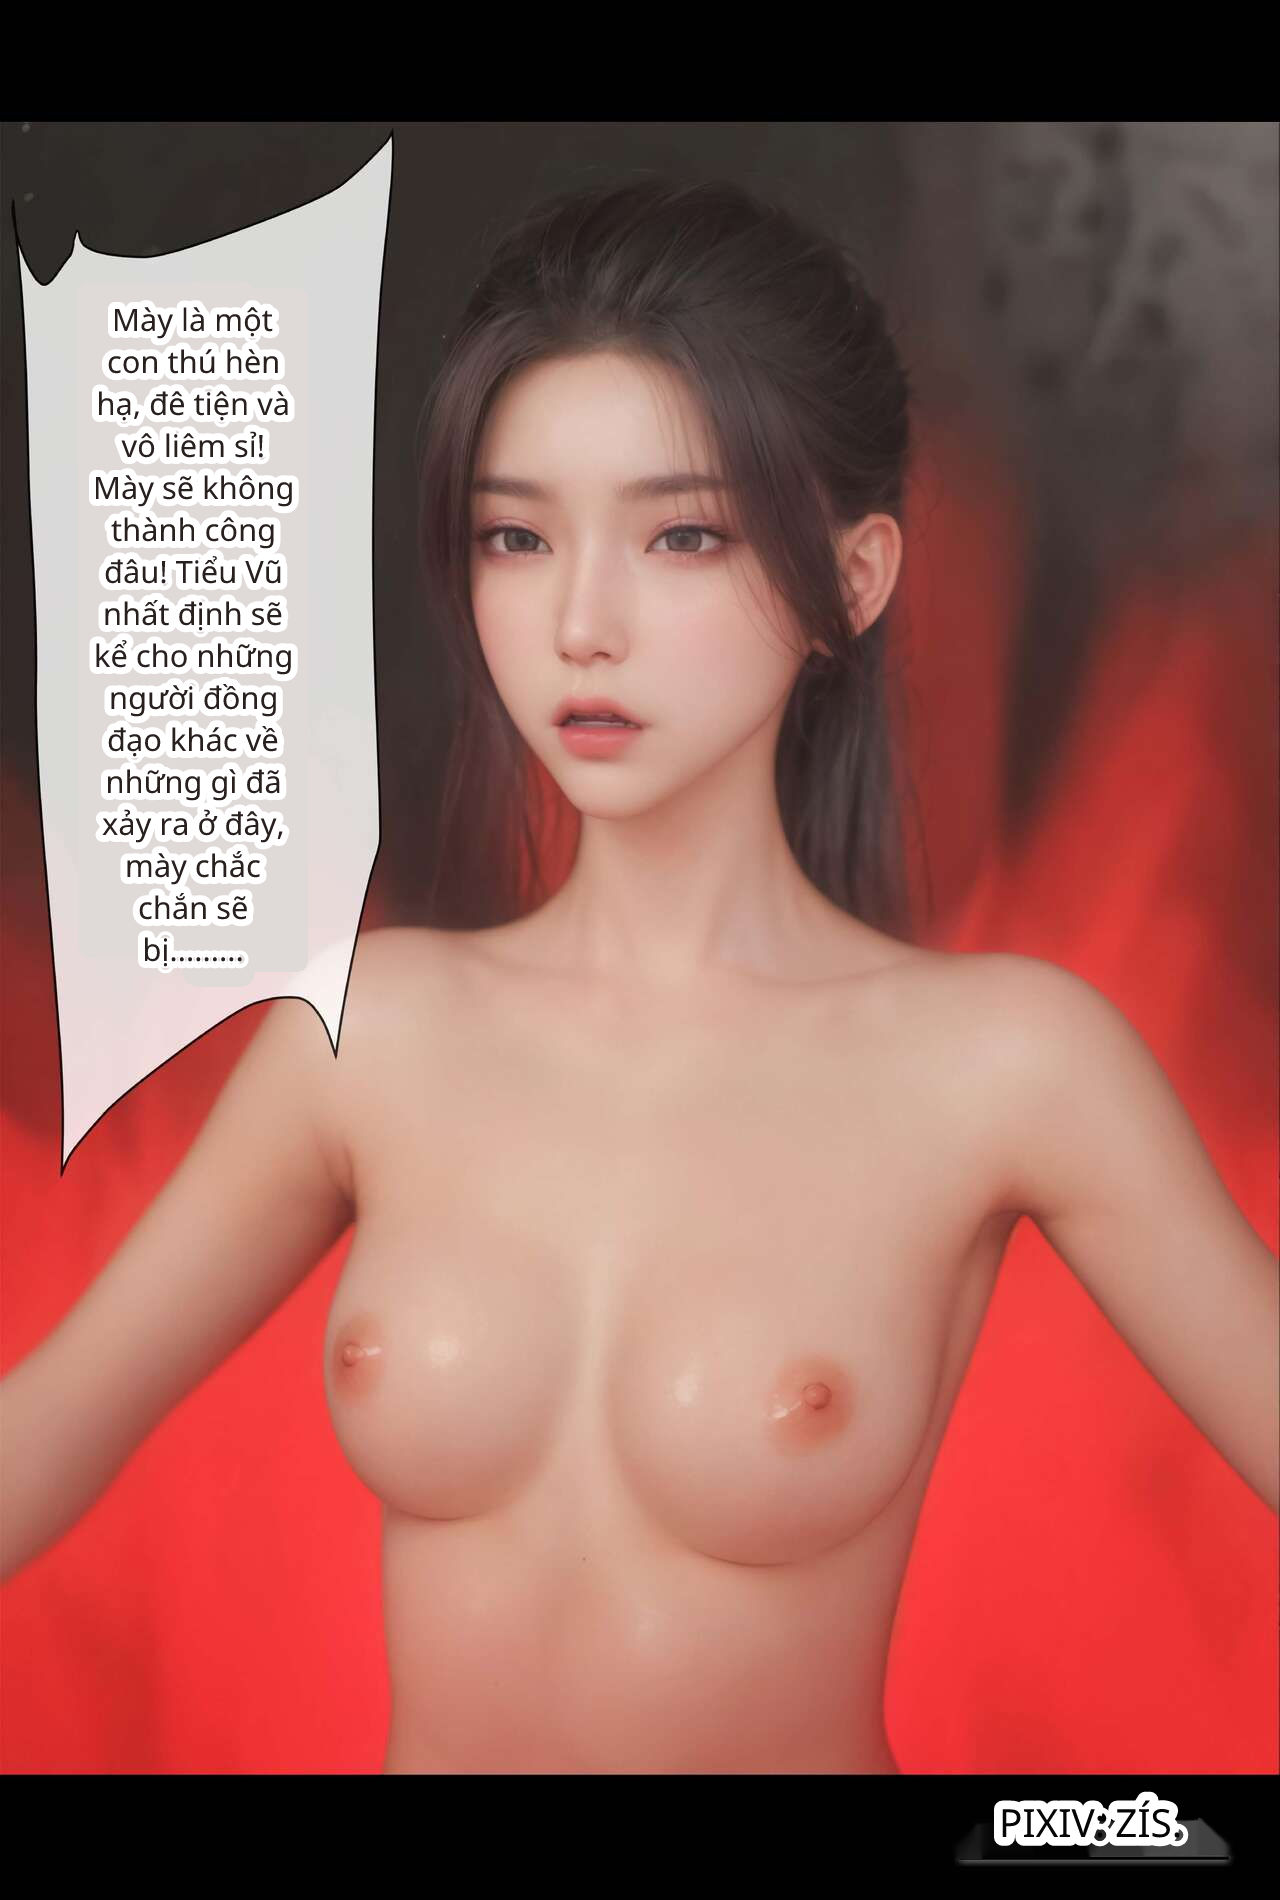 Mày là một
con thú hèn
hạ, đê tiện và
vô liêm sỉ!
Mày sẽ không
thành công
đâu! Tiểu Vũ
nhất định sẽ
kể cho những
người đồng
đạo khác về
những gì đã
xảy ra ở đây,
mày chắc
chắn sẽ
bị.........
PIXIV:ZÍS,